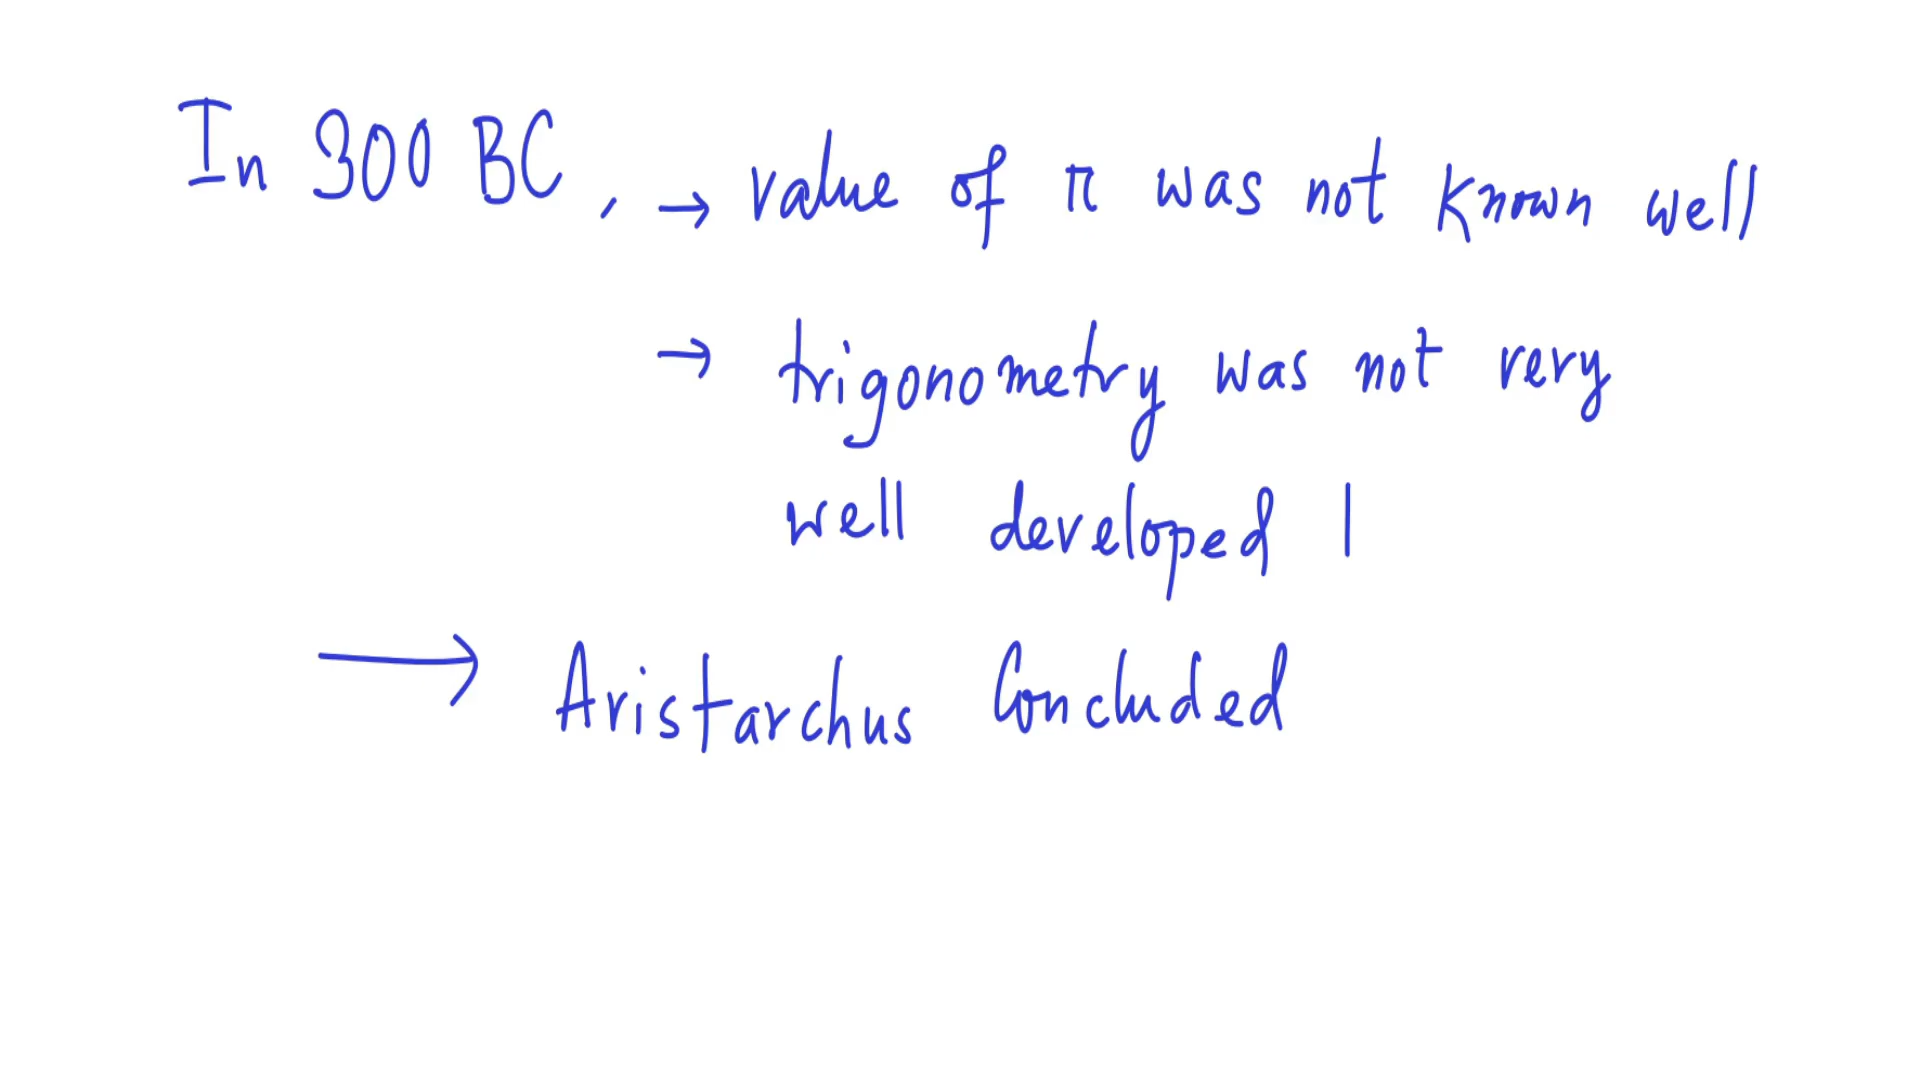 In 300 BC, → value of π was not known well
→ trigonometry was not very
well developed |
→ Aristarchus Concluded